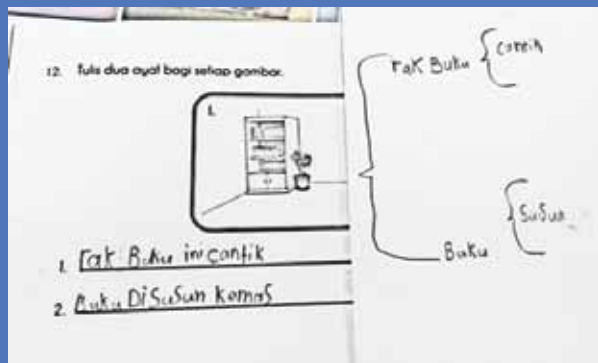 12. Tulis dua ayat bagi setiap gambar.
1.
1. rak Buku ini cantik
2. Buku DiSuSun Kemas
rak Buku
cantik
Buku
SuSun